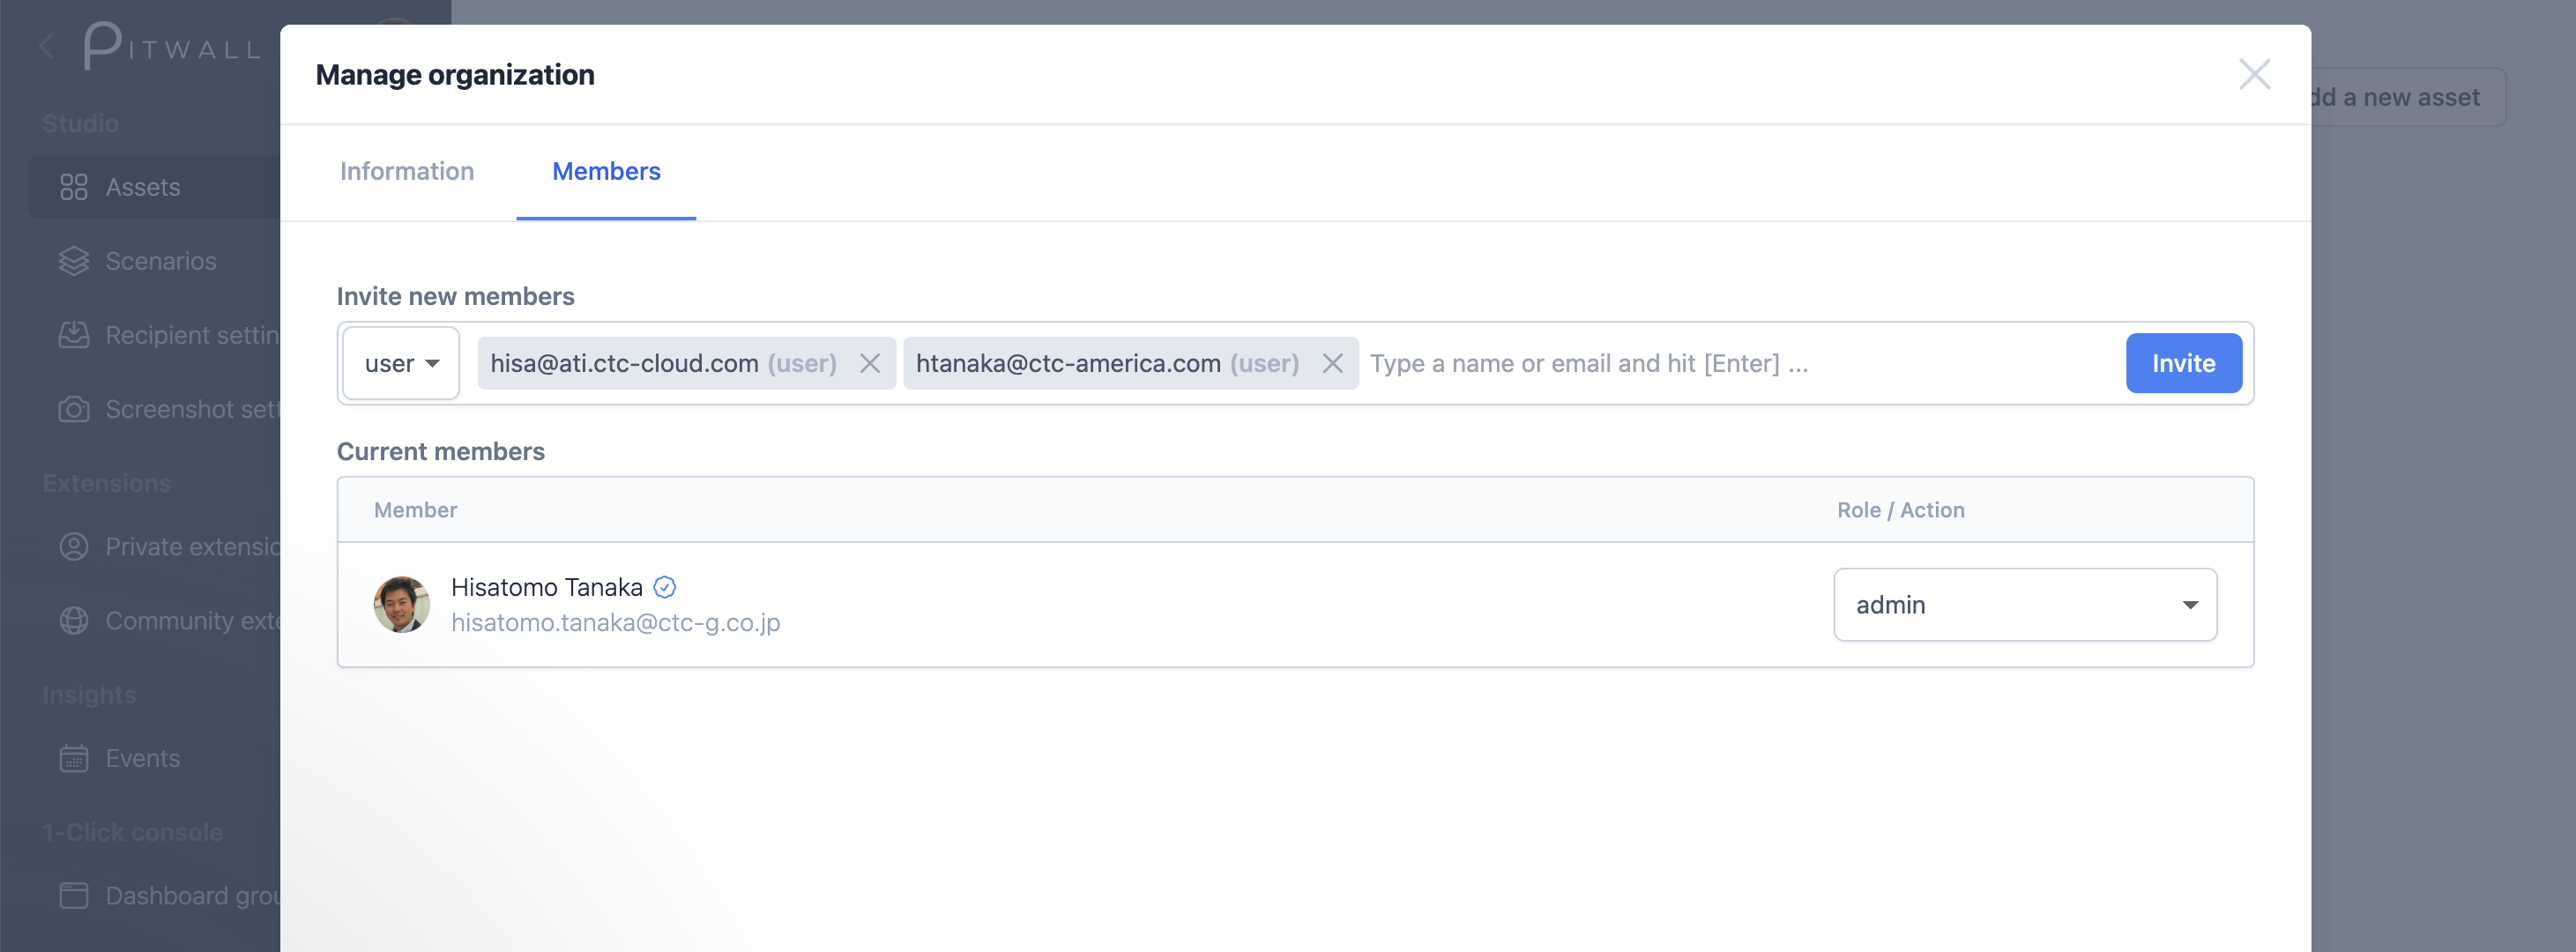 PITWALL
Manage organization
dd a new asset
Studio
Assets
Information
Members
Scenarios
Invite new members
Recipient settin
user
hisa@ati.ctc-cloud.com (user)
htanaka@ctc-america.com (user)
Type a name or email and hit [Enter] ...
Invite
Screenshot sett
Current members
Extensions
Member
Role / Action
Private extensio
Hisatomo Tanaka
hisatomo.tanaka@ctc-g.co.jp
admin
Community exte
Insights
Events
1-Click console
Dashboard grou